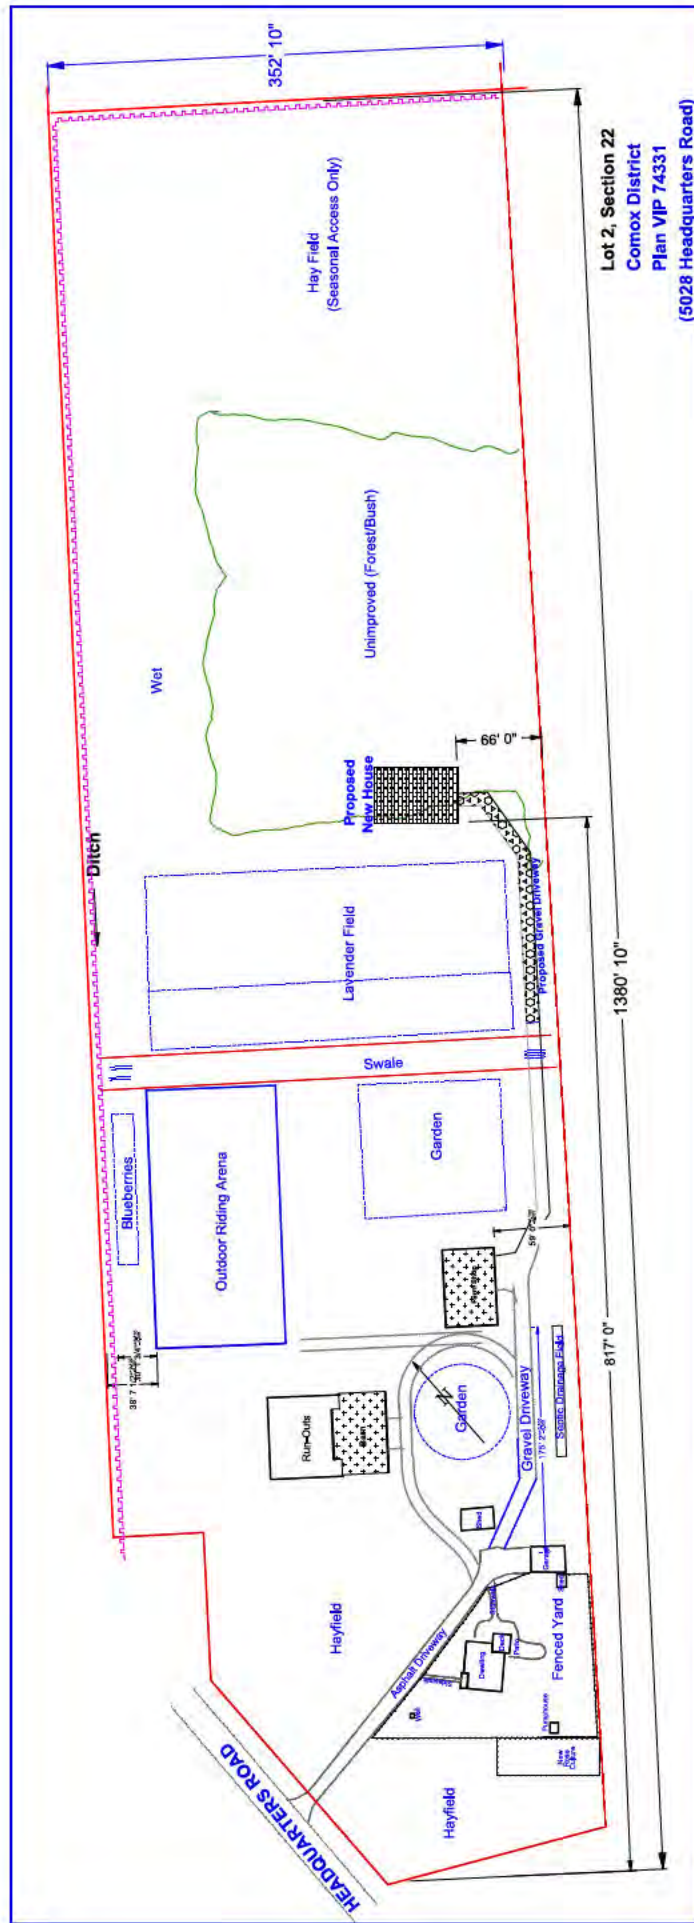 352' 10"
Hay Field
(Seasonal Access Only)
Lot 2, Section 22
Comox District
Plan VIP 74331
(5028 Headquarters Road)
Unimproved (Forest/Bush)
Wet
66' 0"
Proposed
New House
Ditch
Lavender Field
Proposed Gravel Driveway
1380' 10"
Swale
Blueberries
Outdoor Riding Arena
Garden
817' 0"
Run-Outs
Barn
Garden
N
Gravel Driveway
Septic Drainage Field
Shed
Garage
Shed
Hayfield
Asphalt Driveway
Fenced Yard
Dwelling
Deck
Patio
Well
Pumphouse
HEADQUARTERS ROAD
Hayfield